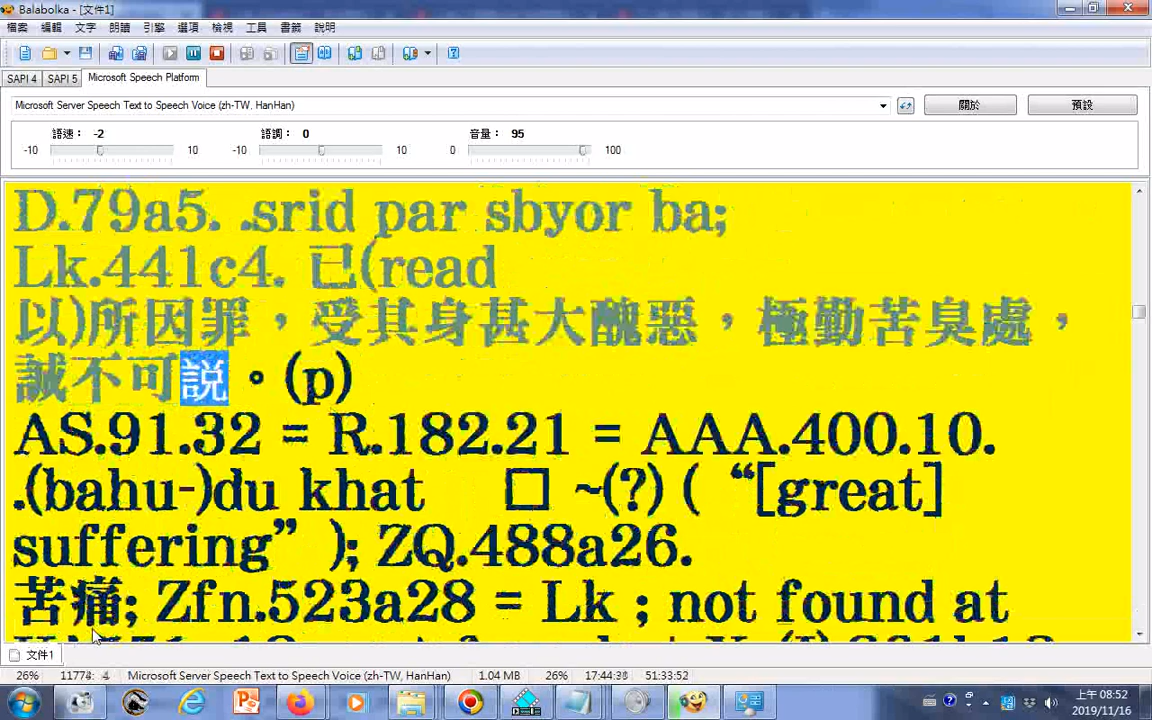 Balabolka - [文件1]
檔案 編輯 文字 朗讀 引擎 選項 檢視 工具 書籤 說明
SAPI 4 SAPI 5 Microsoft Speech Platform
Microsoft Server Speech Text to Speech Voice (zh-TW, HanHan) 關於 預設
語速: -2 語調: 0 音量: 95
-10 10 -10 10 0 100
D.79a5. .srid par sbyor ba;
Lk.441c4. 已(read
以)所因罪，受其身甚大醜惡，極勤苦臭處，
誠不可説。(p)
AS.91.32 = R.182.21 = AAA.400.10.
.(bahu-)du khat □ ~(?) ( “[great]
suffering” ); ZQ.488a26.
苦痛; Zfn.523a28 = Lk ; not found at
文件1
26% Microsoft Server Speech Text to Speech Voice (zh-TW, HanHan) 1.04 MB 26% 17:44:38 51:33:52
上午 08:52
2019/11/16